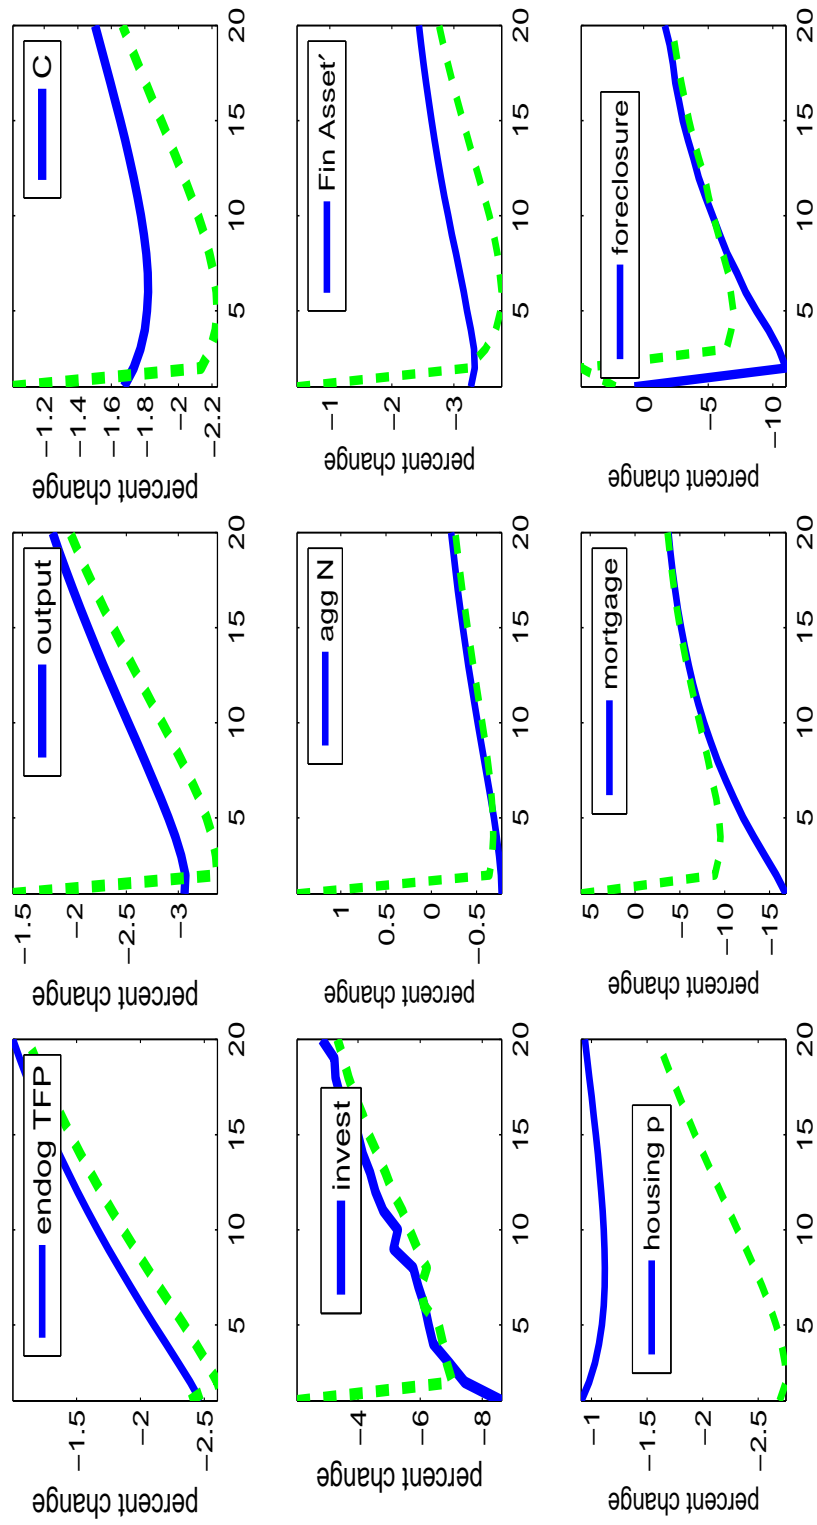 endog TFP
percent change
−1.5
−2
−2.5
5 10 15 20
output
percent change
−1.5
−2
−2.5
−3
5 10 15 20
C
percent change
−1.2
−1.4
−1.6
−1.8
−2
−2.2
5 10 15 20
invest
percent change
−4
−6
−8
5 10 15 20
agg N
percent change
1
0.5
0
−0.5
5 10 15 20
Fin Asset′
percent change
−1
−2
−3
5 10 15 20
housing p
percent change
−1
−1.5
−2
−2.5
5 10 15 20
mortgage
percent change
5
0
−5
−10
−15
5 10 15 20
foreclosure
percent change
0
−5
−10
5 10 15 20